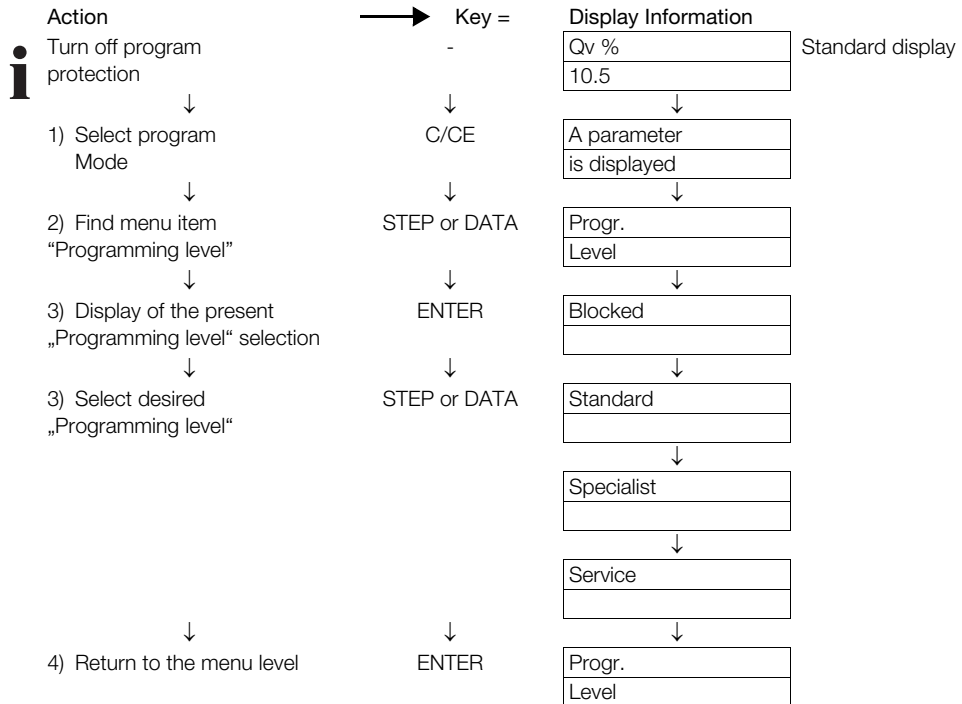 Action → Key = Display Information
i
Turn off program - Qv % Standard display
protection 10.5
↓ ↓ ↓
1) Select program C/CE A parameter
Mode is displayed
↓ ↓ ↓
2) Find menu item STEP or DATA Progr.
“Programming level” Level
↓ ↓ ↓
3) Display of the present ENTER Blocked
„Programming level“ selection
↓ ↓ ↓
3) Select desired STEP or DATA Standard
„Programming level“
↓
Specialist
↓
Service
↓ ↓ ↓
4) Return to the menu level ENTER Progr.
Level